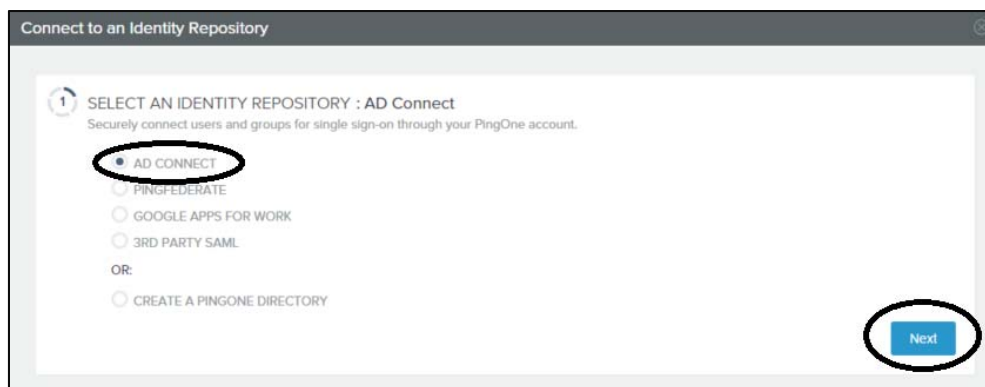 Connect to an Identity Repository
1
SELECT AN IDENTITY REPOSITORY : AD Connect
Securely connect users and groups for single sign-on through your PingOne account.
AD CONNECT
PINGFEDERATE
GOOGLE APPS FOR WORK
3RD PARTY SAML
OR:
CREATE A PINGONE DIRECTORY
Next